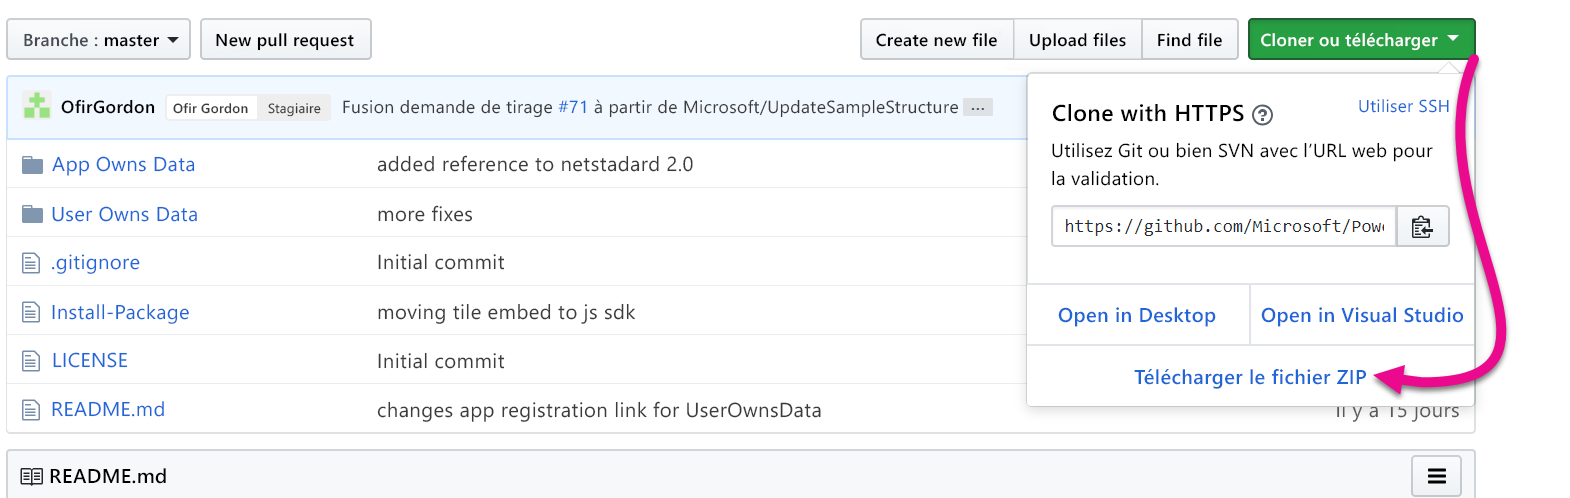 Branche : master
New pull request
Create new file
Upload files
Find file
Cloner ou télécharger
OfirGordon
Ofir Gordon
Stagiaire
Fusion demande de tirage #71 à partir de Microsoft/UpdateSampleStructure ...
Clone with HTTPS ?
Utiliser SSH
Utilisez Git ou bien SVN avec l'URL web pour
la validation.
https://github.com/Microsoft/Powe
Open in Desktop
Open in Visual Studio
Télécharger le fichier ZIP
App Owns Data
added reference to netstadard 2.0
User Owns Data
more fixes
.gitignore
Initial commit
Install-Package
moving tile embed to js sdk
LICENSE
Initial commit
README.md
changes app registration link for UserOwnsData
Il y a 15 jours
README.md